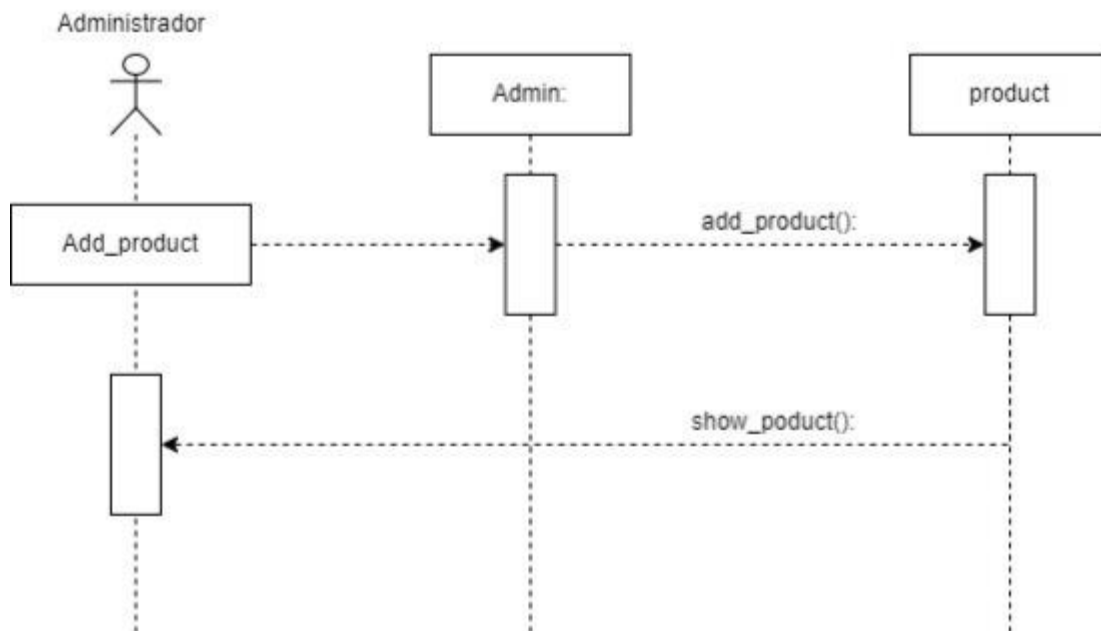 Administrador
Admin:
product
add_product():
Add_product
show_poduct():